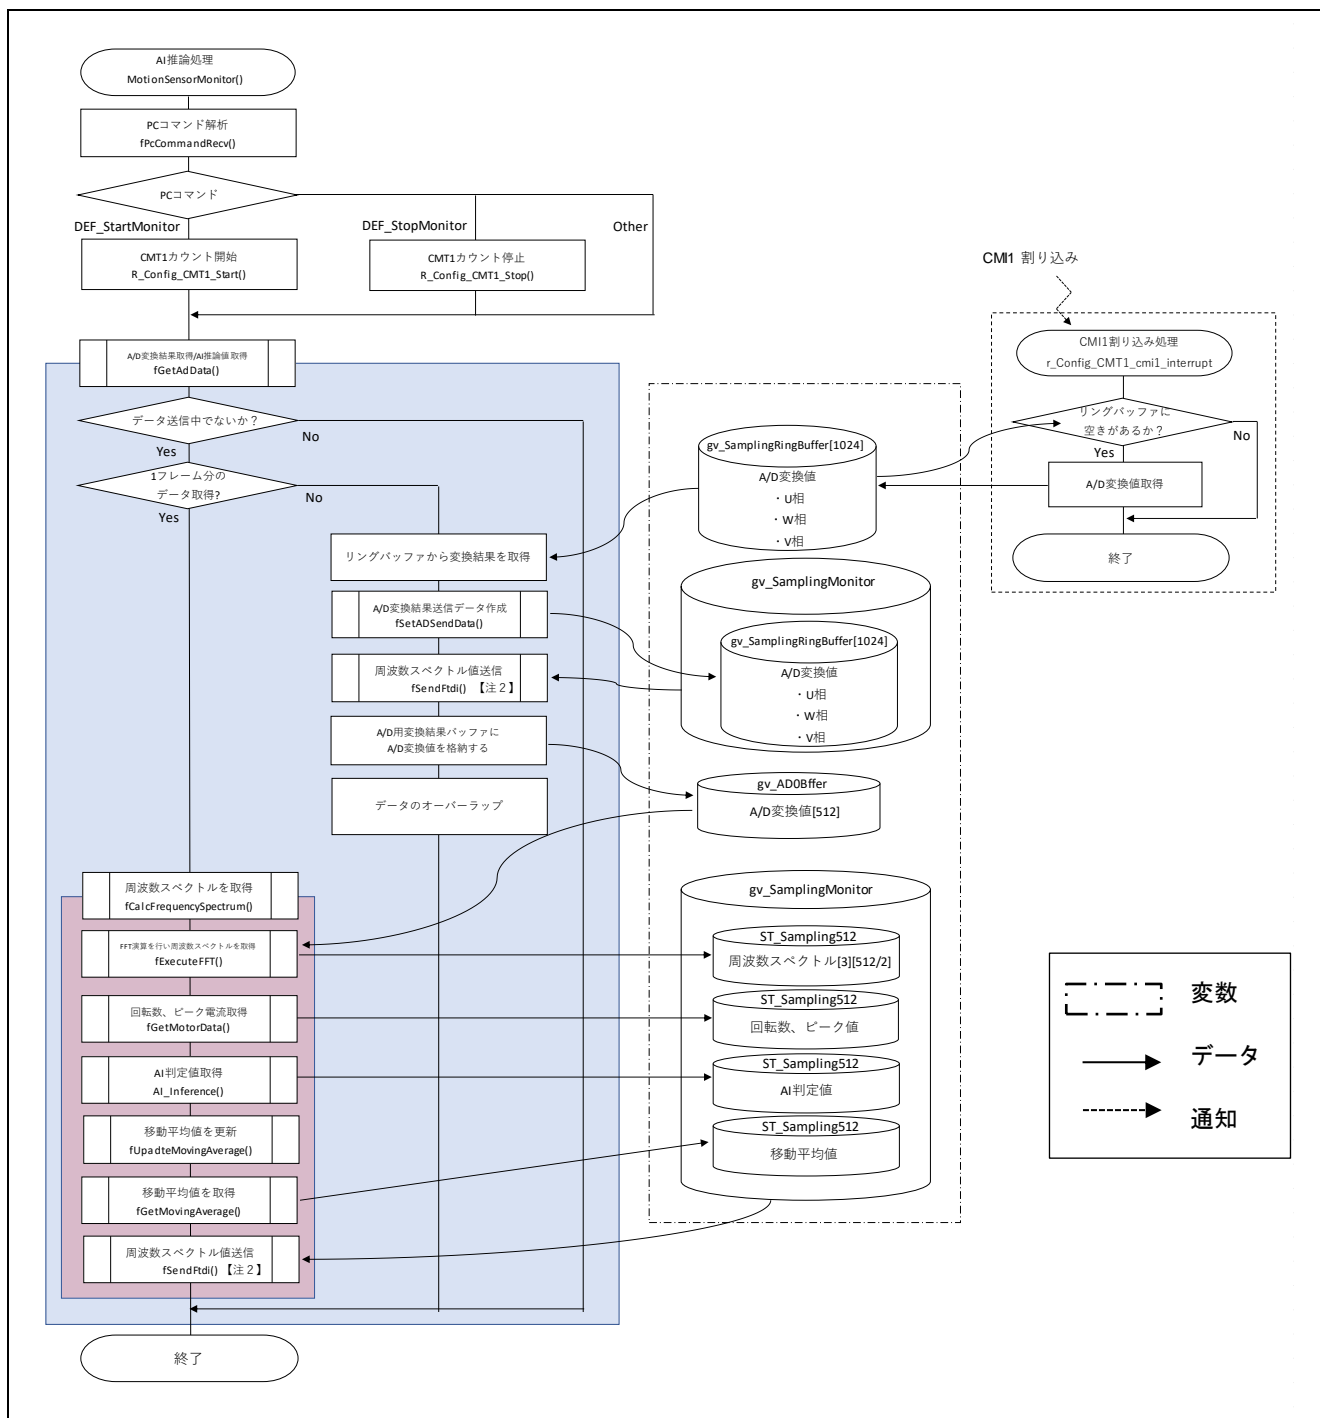 AI推論処理
MotionSensorMonitor()
PCコマンド解析
fPcCommandRecv()
PCコマンド
DEF_StartMonitor
DEF_StopMonitor
Other
CMT1カウント開始
R_Config_CMT1_Start()
CMT1カウント停止
R_Config_CMT1_Stop()
A/D変換結果取得/AI推論値取得
fGetAdData()
データ送信中でないか？
No
Yes
1フレーム分の
データ取得?
No
Yes
リングバッファから変換結果を取得
A/D変換結果送信データ作成
fSetADSendData()
周波数スペクトル値送信
fSendFtdi() 【注２】
A/D用変換結果バッファに
A/D変換値を格納する
データのオーバーラップ
周波数スペクトルを取得
fCalcFrequencySpectrum()
FFT演算を行い周波数スペクトルを取得
fExecuteFFT()
回転数、ピーク電流取得
fGetMotorData()
AI判定値取得
AI_Inference()
移動平均値を更新
fUpadteMovingAverage()
移動平均値を取得
fGetMovingAverage()
周波数スペクトル値送信
fSendFtdi() 【注２】
終了
gv_SamplingRingBuffer[1024]
A/D変換値
・U相
・W相
・V相
gv_SamplingMonitor
gv_SamplingRingBuffer[1024]
A/D変換値
・U相
・W相
・V相
gv_AD0Bffer
A/D変換値[512]
gv_SamplingMonitor
ST_Sampling512
周波数スペクトル[3][512/2]
ST_Sampling512
回転数、ピーク値
ST_Sampling512
AI判定値
ST_Sampling512
移動平均値
CMI1 割り込み
CMI1割り込み処理
r_Config_CMT1_cmi1_interrupt
リングバッファに
空きがあるか？
No
Yes
A/D変換値取得
終了
変数
データ
通知